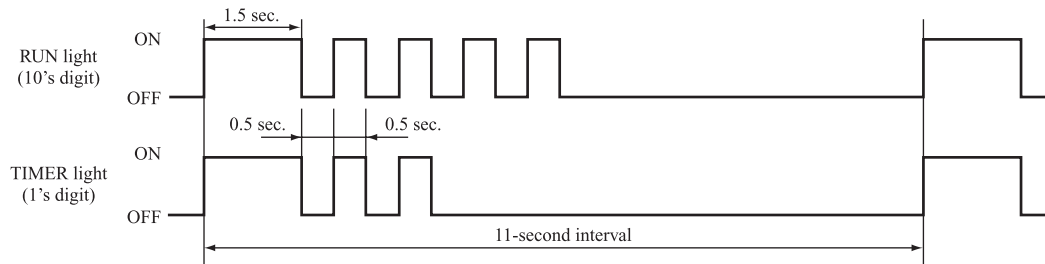 1.5 sec.
ON
RUN light
(10's digit)
OFF
0.5 sec.
0.5 sec.
ON
TIMER light
(1's digit)
OFF
11-second interval